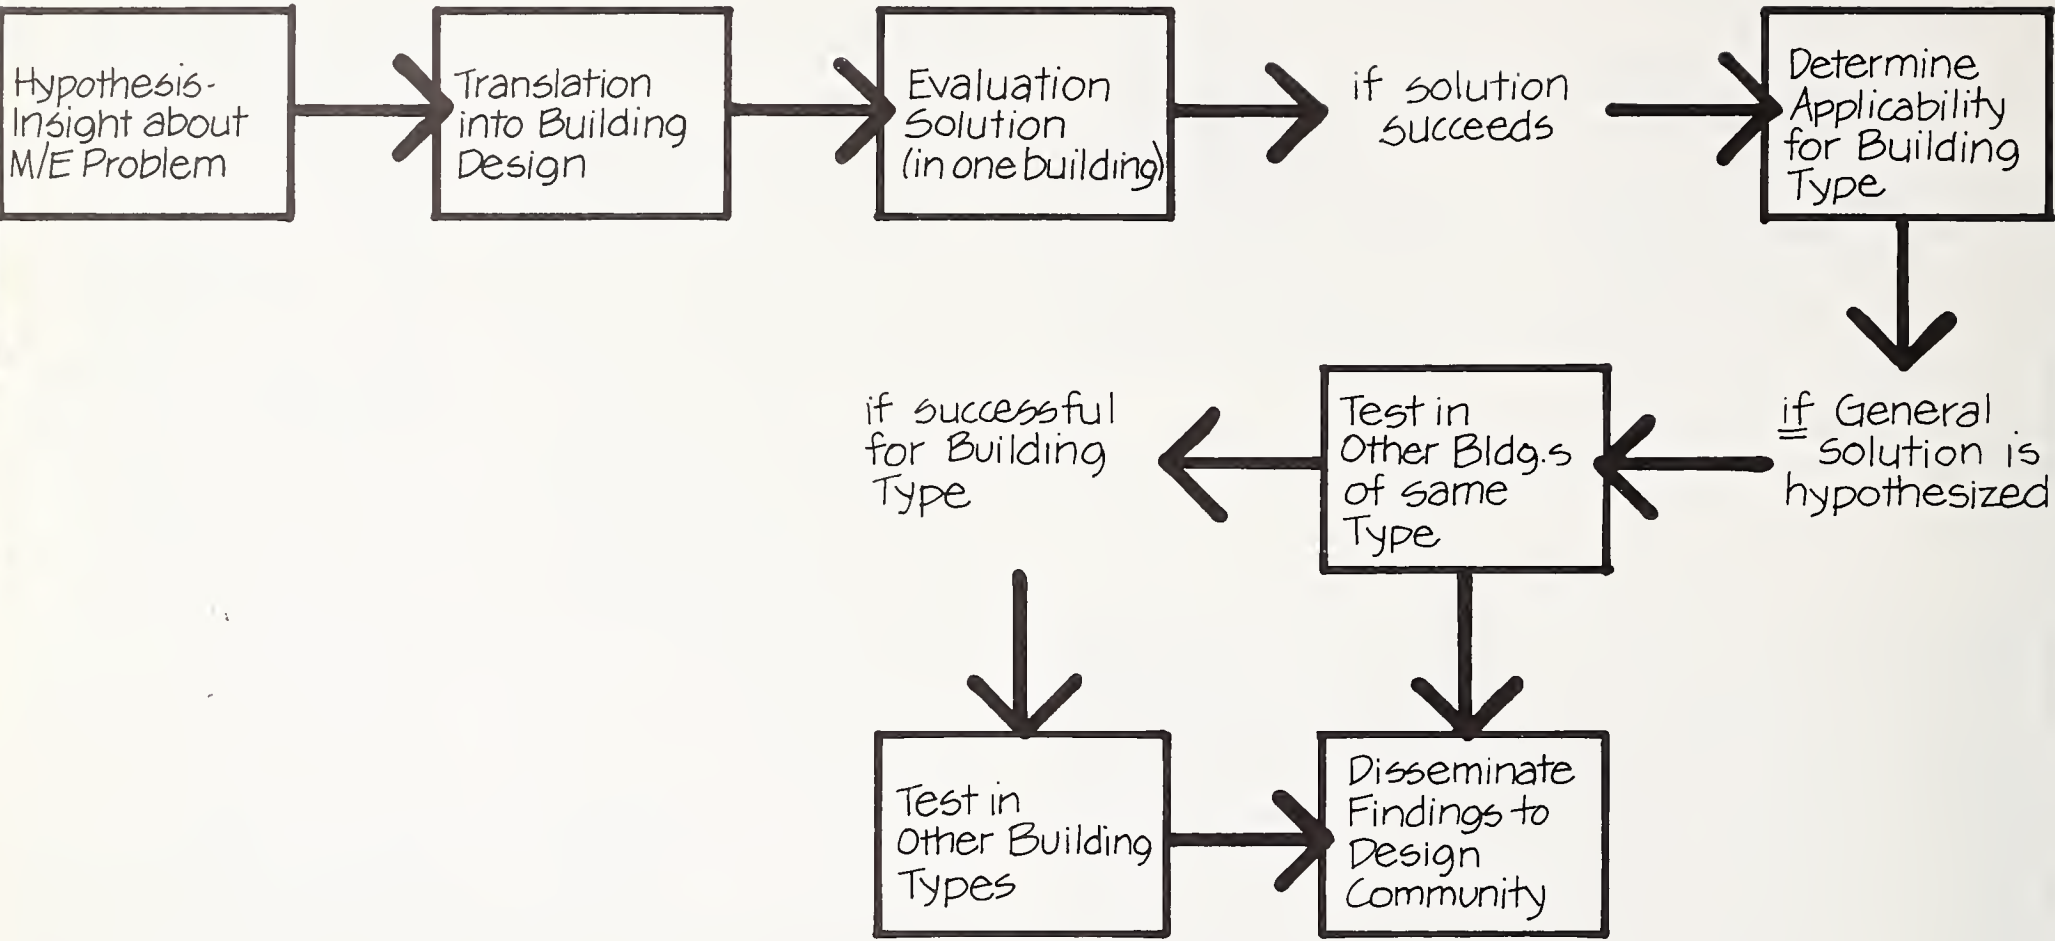 Hypothesis-
Insight about
M/E Problem
Translation
into Building
Design
Evaluation
Solution
(in one building)
if solution
succeeds
Determine
Applicability
for Building
Type
if General
solution is
hypothesized
Test in
Other Bldg.s
of same
Type
if successful
for Building
Type
Test in
Other Building
Types
Disseminate
Findings to
Design
Community